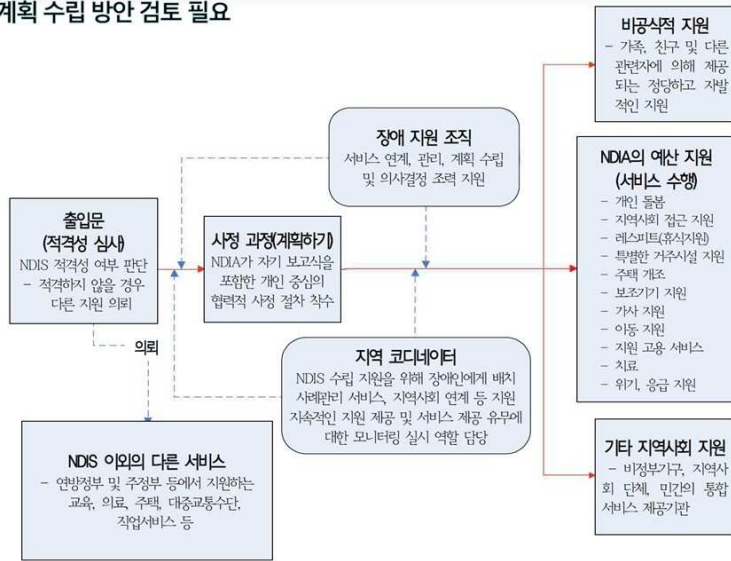 계획 수립 방안 검토 필요
비공식적 지원
- 가족, 친구 및 다른
관련자에 의해 제공
되는 정당하고 자발
적인 지원
장애 지원 조직
서비스 연계, 관리, 계획 수립
및 의사결정 조력 지원
NDIA의 예산 지원
(서비스 수행)
- 개인 돌봄
- 지역사회 접근 지원
- 레스피트(휴식지원)
- 특별한 거주시설 지원
- 주택 개조
- 보조기기 지원
- 가사 지원
- 이동 지원
- 지원 고용 서비스
- 치료
- 위기, 응급 지원
출입문
(적격성 심사)
NDIS 적격성 여부 판단
- 적격하지 않을 경우
다른 지원 의뢰
사정 과정(계획하기)
NDIA가 자기 보고식을
포함한 개인 중심의
협력적 사정 절차 착수
의뢰
지역 코디네이터
NDIS 수립 지원을 위해 장애인에게 배치
사례관리 서비스, 지역사회 연계 등 지원
지속적인 지원 제공 및 서비스 제공 유무에
대한 모니터링 실시 역할 담당
NDIS 이외의 다른 서비스
- 연방정부 및 주정부 등에서 지원하는
교육, 의료, 주택, 대중교통수단,
직업서비스 등
기타 지역사회 지원
- 비정부기구, 지역사
회 단체, 민간의 통합
서비스 제공기관